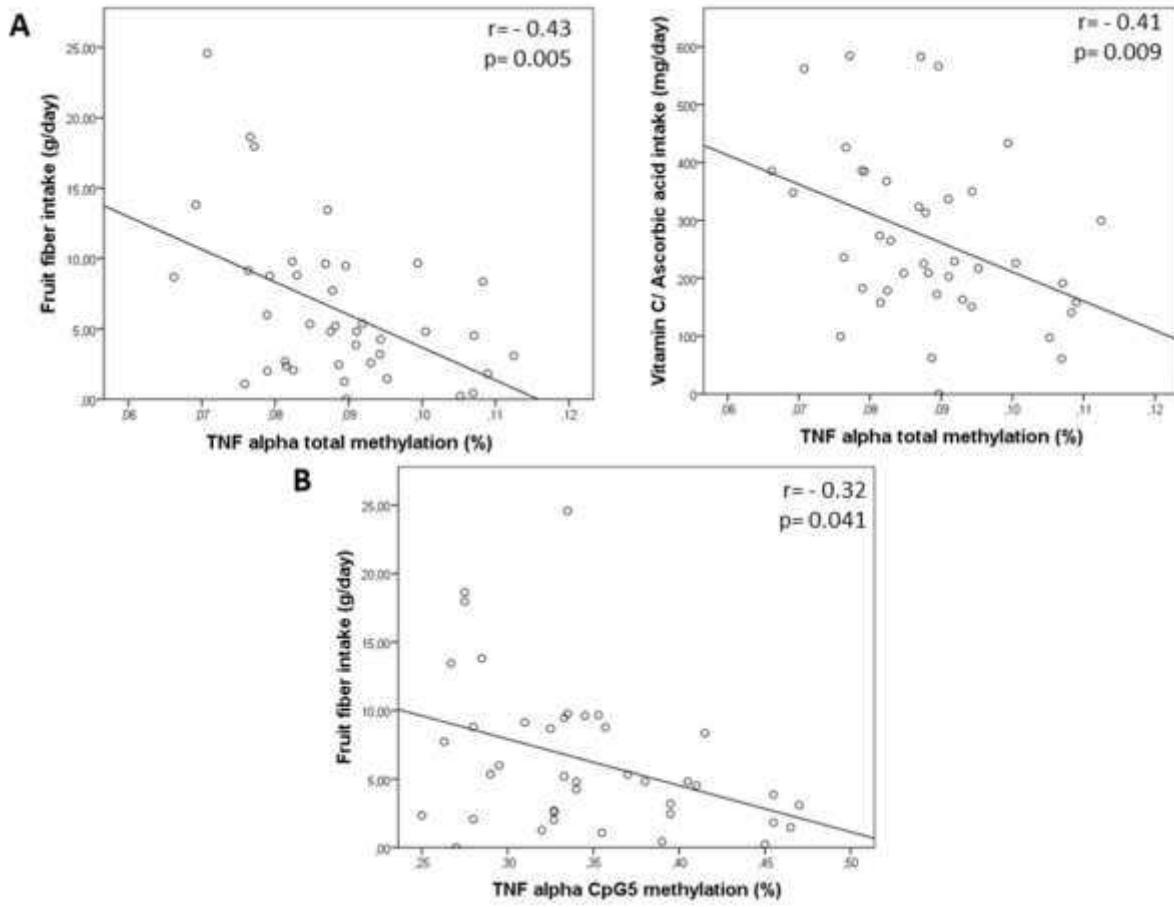 A
r= - 0.43
p= 0.005
Fruit fiber intake (g/day)
25.00
20.00
15.00
10.00
5.00
.00
.06 .07 .08 .09 .10 .11 .12
TNF alpha total methylation (%)
r= - 0.41
p= 0.009
Vitamin C/ Ascorbic acid intake (mg/day)
600
500
400
300
200
100
0
.06 .07 .08 .09 .10 .11 .12
TNF alpha total methylation (%)
B
r= - 0.32
p= 0.041
Fruit fiber intake (g/day)
25.00
20.00
15.00
10.00
5.00
.00
.25 .30 .35 .40 .45 .50
TNF alpha CpG5 methylation (%)